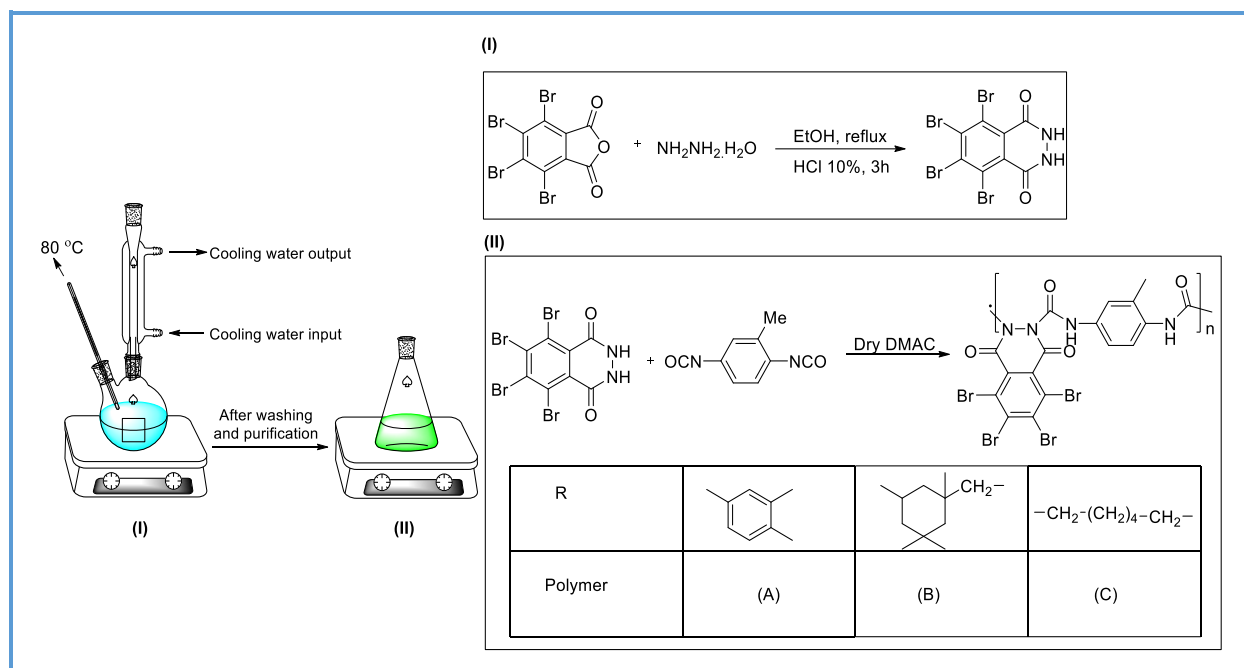 (I)
Br
Br
Br
Br
O
O
O
+
NH2NH2.H2O
EtOH, reflux
HCl 10%, 3h
Br
Br
Br
Br
O
NH
NH
O
80 °C
Cooling water output
Cooling water input
After washing
and purification
(I)
(II)
(II)
Br
Br
Br
Br
O
NH
NH
O
+
OCN
Me
NCO
Dry DMAC
O
O
N N
N
H
N
H
n
O
O
Br
Br
Br
Br
R
CH2
CH2-(CH2)4-CH2
Polymer
(A)
(B)
(C)